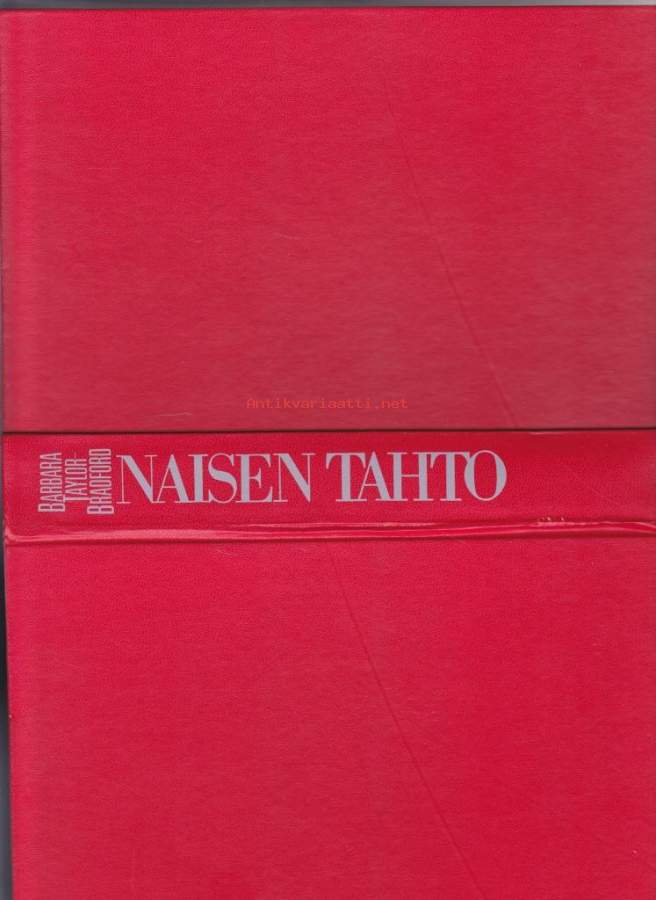 Antikvariaatti.net
BARBARA
TAYLOR-
BRADFORD
NAISEN TAHTO